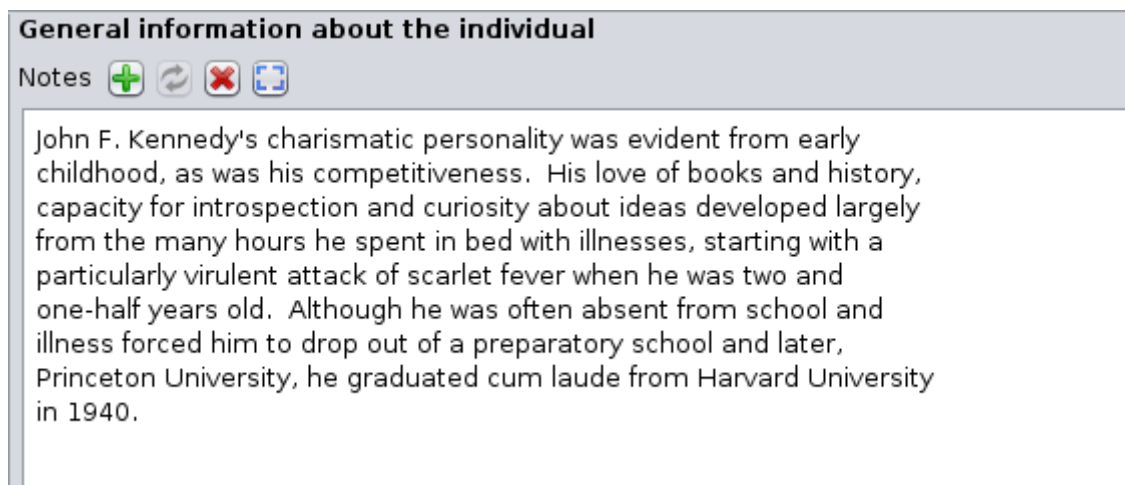 General information about the individual
Notes
John F. Kennedy's charismatic personality was evident from early
childhood, as was his competitiveness.  His love of books and history,
capacity for introspection and curiosity about ideas developed largely
from the many hours he spent in bed with illnesses, starting with a
particularly virulent attack of scarlet fever when he was two and
one-half years old.  Although he was often absent from school and
illness forced him to drop out of a preparatory school and later,
Princeton University, he graduated cum laude from Harvard University
in 1940.